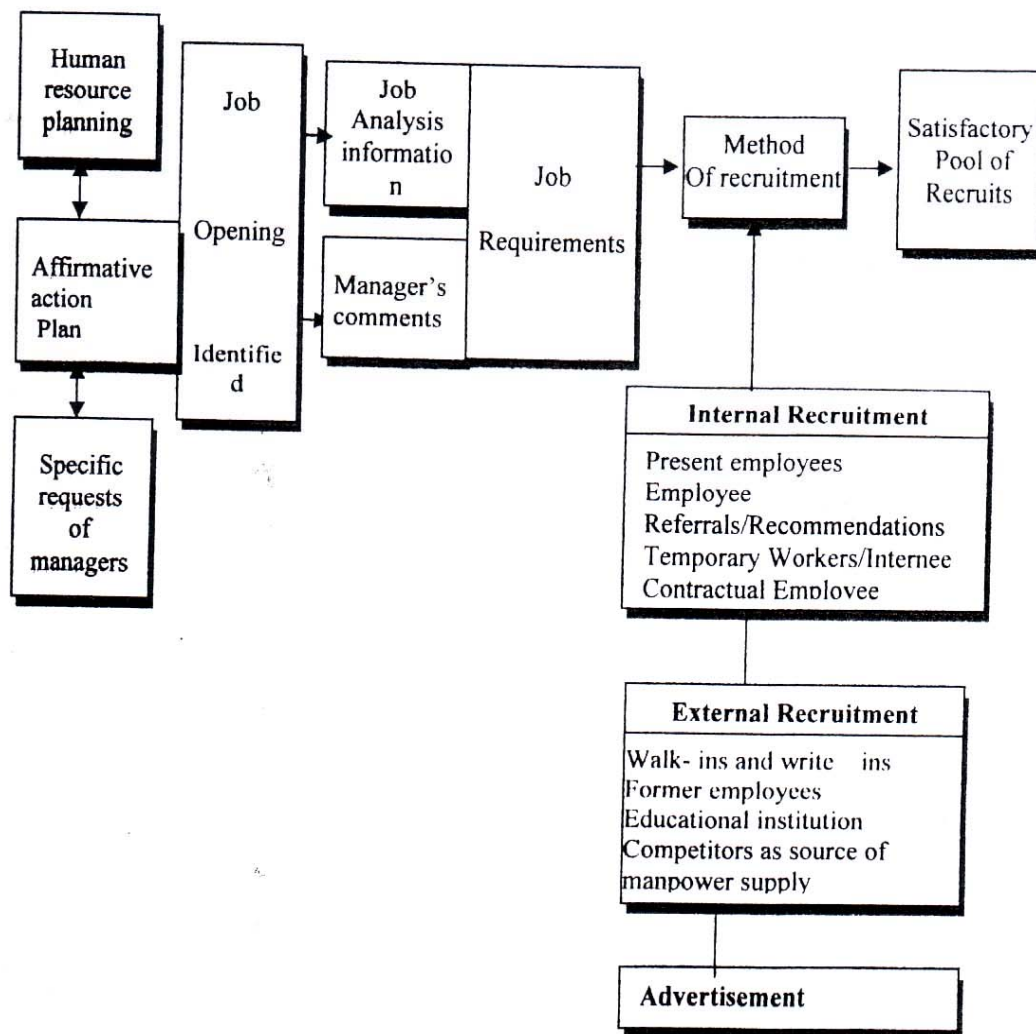 Human
resource
planning
Affirmative
action
Plan
Specific
requests
of
managers
Job
Opening
Identifie
d
Job
Analysis
informatio
n
Manager's
comments
Job
Requirements
Method
Of recruitment
Satisfactory
Pool of
Recruits
Internal Recruitment
Present employees
Employee
Referrals/Recommendations
Temporary Workers/Internee
Contractual Employee
External Recruitment
Walk- ins and write ins
Former employees
Educational institution
Competitors as source of
manpower supply
Advertisement